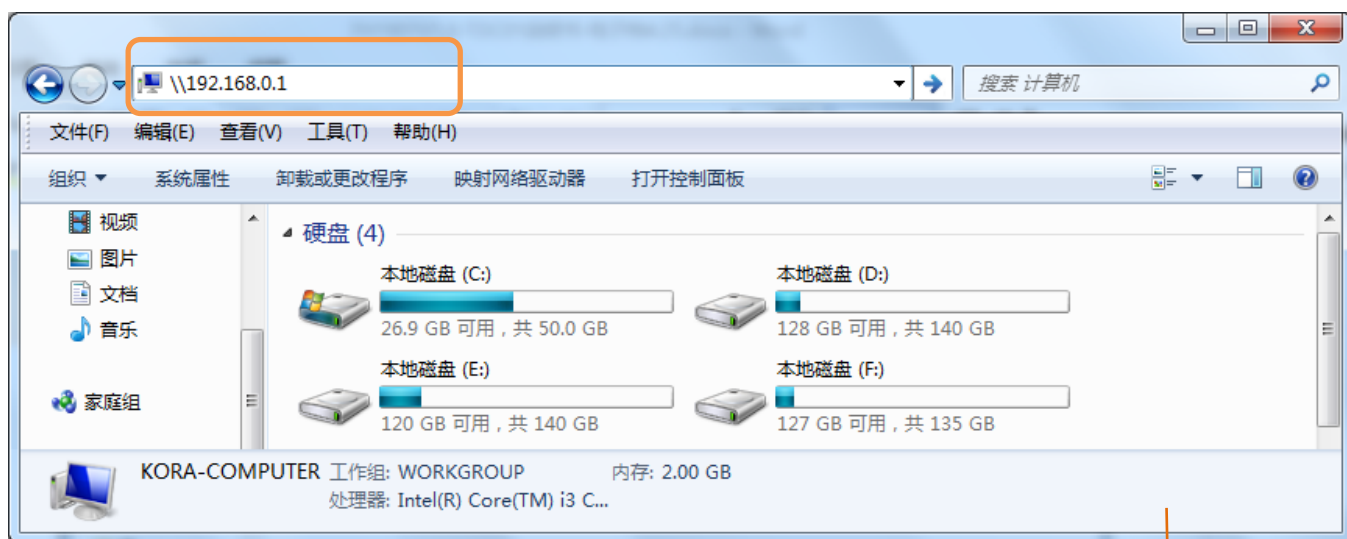 \\192.168.0.1
搜索 计算机
文件(F) 编辑(E) 查看(V) 工具(T) 帮助(H)
组织 系统属性 卸载或更改程序 映射网络驱动器 打开控制面板
视频
图片
文档
音乐
家庭组
硬盘 (4)
本地磁盘 (C:)
26.9 GB 可用，共 50.0 GB
本地磁盘 (D:)
128 GB 可用，共 140 GB
本地磁盘 (E:)
120 GB 可用，共 140 GB
本地磁盘 (F:)
127 GB 可用，共 135 GB
KORA-COMPUTER 工作组: WORKGROUP 内存: 2.00 GB
处理器: Intel(R) Core(TM) i3 C...